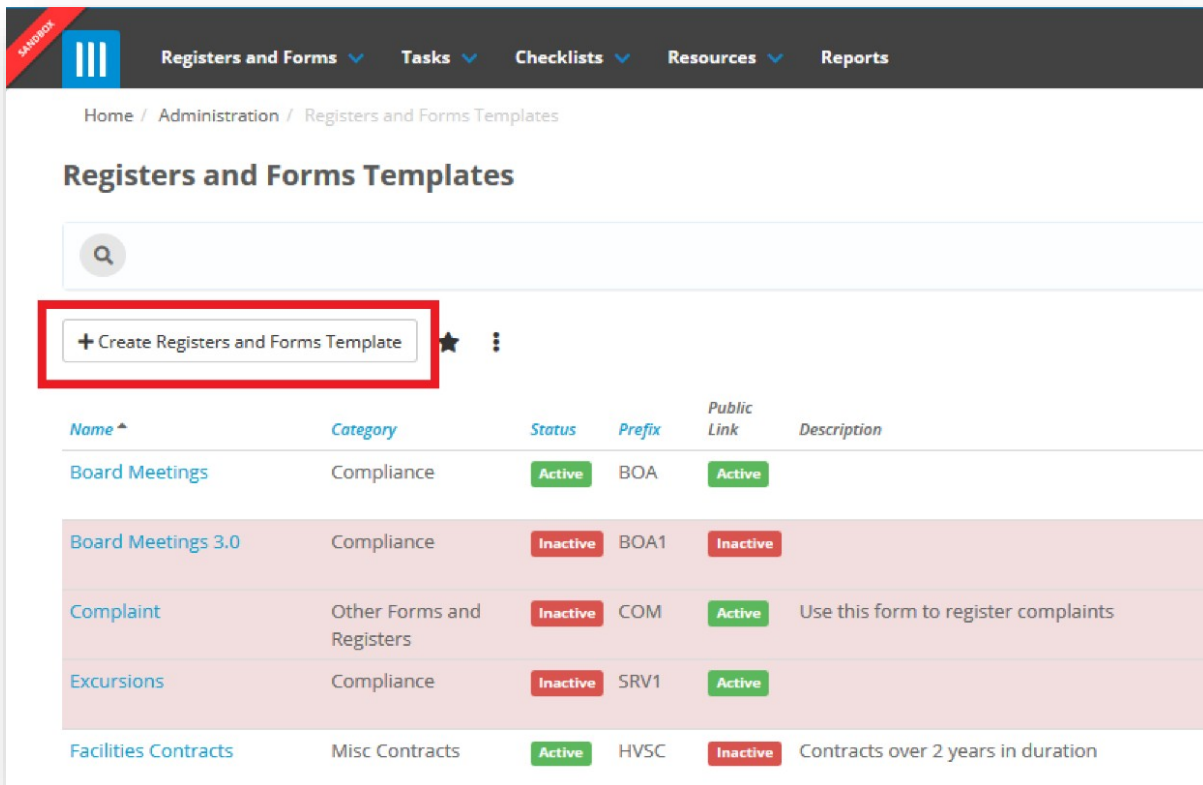 SANDBOX
Registers and Forms Tasks Checklists Resources Reports
Home / Administration / Registers and Forms Templates
Registers and Forms Templates
+ Create Registers and Forms Template
Name Category Status Prefix Public Link Description
Board Meetings Compliance Active BOA Active
Board Meetings 3.0 Compliance Inactive BOA1 Inactive
Complaint Other Forms and Registers Inactive COM Active Use this form to register complaints
Excursions Compliance Inactive SRV1 Active
Facilities Contracts Misc Contracts Active HVSC Inactive Contracts over 2 years in duration